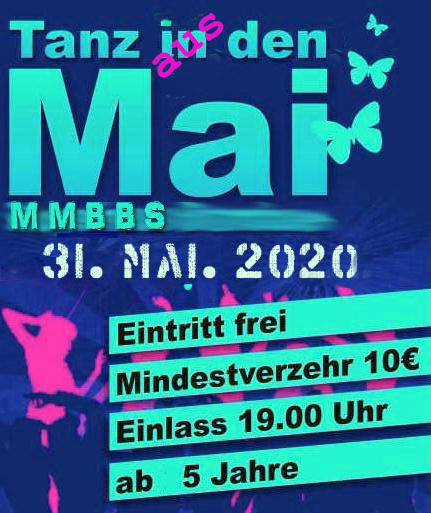 Tanz in den
aus
Mai
MMBBS
31. MAI. 2020
Eintritt frei
Mindestverzehr 10€
Einlass 19.00 Uhr
ab 5 Jahre